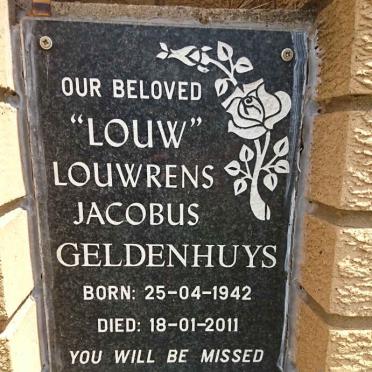 OUR BELOVED
"LOUW"
LOUWRENS
JACOBUS
GELDENHUYS
BORN: 25-04-1942
DIED: 18-01-2011
YOU WILL BE MISSED